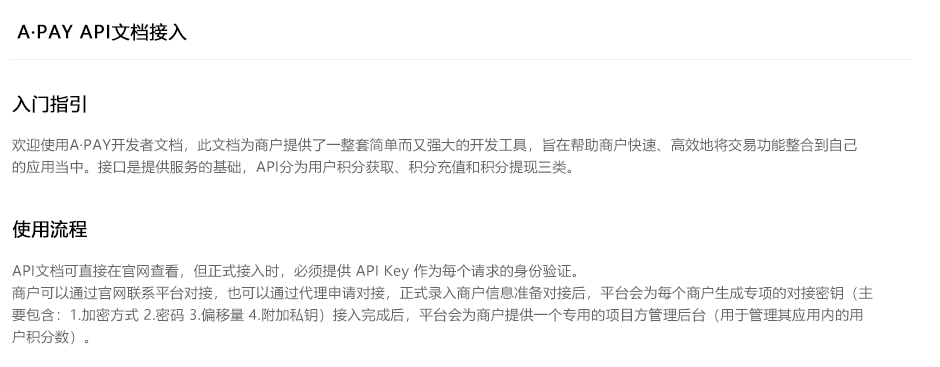 A·PAY API文档接入
入门指引
欢迎使用A·PAY开发者文档，此文档为商户提供了一整套简单而又强大的开发工具，旨在帮助商户快速、高效地将交易功能整合到自己
的应用当中。接口是提供服务的基础，API分为用户积分获取、积分充值和积分提现三类。
使用流程
API文档可直接在官网查看，但正式接入时，必须提供 API Key 作为每个请求的身份验证。
商户可以通过官网联系平台对接，也可以通过代理申请对接，正式录入商户信息准备对接后，平台会为每个商户生成专项的对接密钥（主
要包含：1.加密方式 2.密码 3.偏移量 4.附加私钥）接入完成后，平台会为商户提供一个专用的项目方管理后台（用于管理其应用内的用
户积分数）。